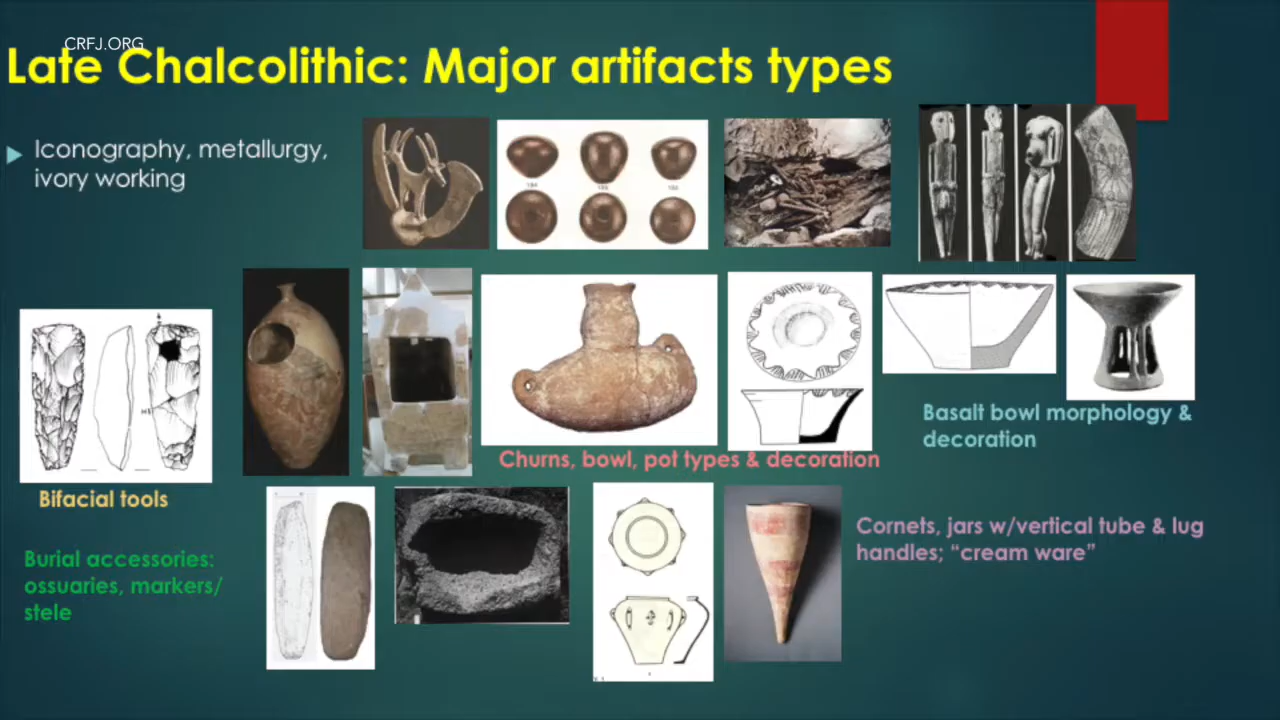 CRFJ.ORG
Late Chalcolithic: Major artifacts types
Iconography, metallurgy,
ivory working
Basalt bowl morphology &
decoration
Churns, bowl, pot types & decoration
Bifacial tools
Cornets, jars w/vertical tube & lug
handles; “cream ware”
Burial accessories:
ossuaries, markers/
stele